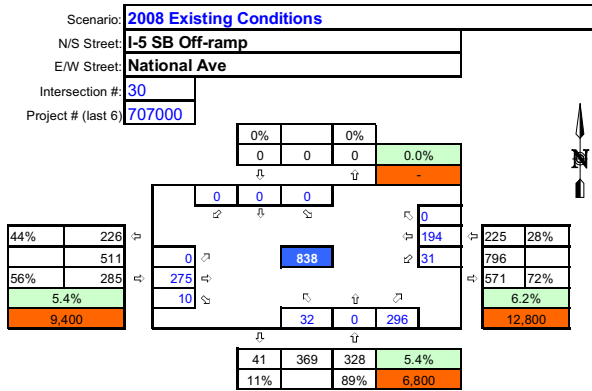 Scenario: 2008 Existing Conditions
N/S Street: I-5 SB Off-ramp
E/W Street: National Ave
Intersection #: 30
Project # (last 6) 707000
0% 0%
0 0 0 0.0%
⇩ ⇧ -
N
0 0 0
⬃ ⇩ ⬂
⬁ 0
44% 226 ⇦ ⇦ 194 ⇦ 225 28%
511 0 ⬀ 838 ⬃ 31 796
56% 285 ⇨ 275 ⇨ ⇨ 571 72%
5.4% 10 ⬂ ⬁ ⇧ ⬀ 6.2%
9,400 32 0 296 12,800
⇩ ⇧
41 369 328 5.4%
11% 89% 6,800